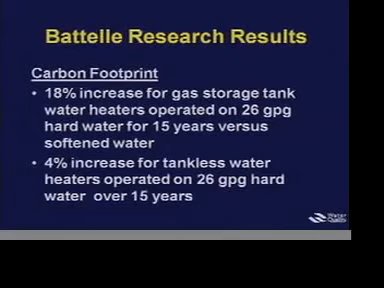 Battelle Research Results
Carbon Footprint
• 18% increase for gas storage tank
water heaters operated on 26 gpg
hard water for 15 years versus
softened water
• 4% increase for tankless water
heaters operated on 26 gpg hard
water over 15 years
Water
Quality